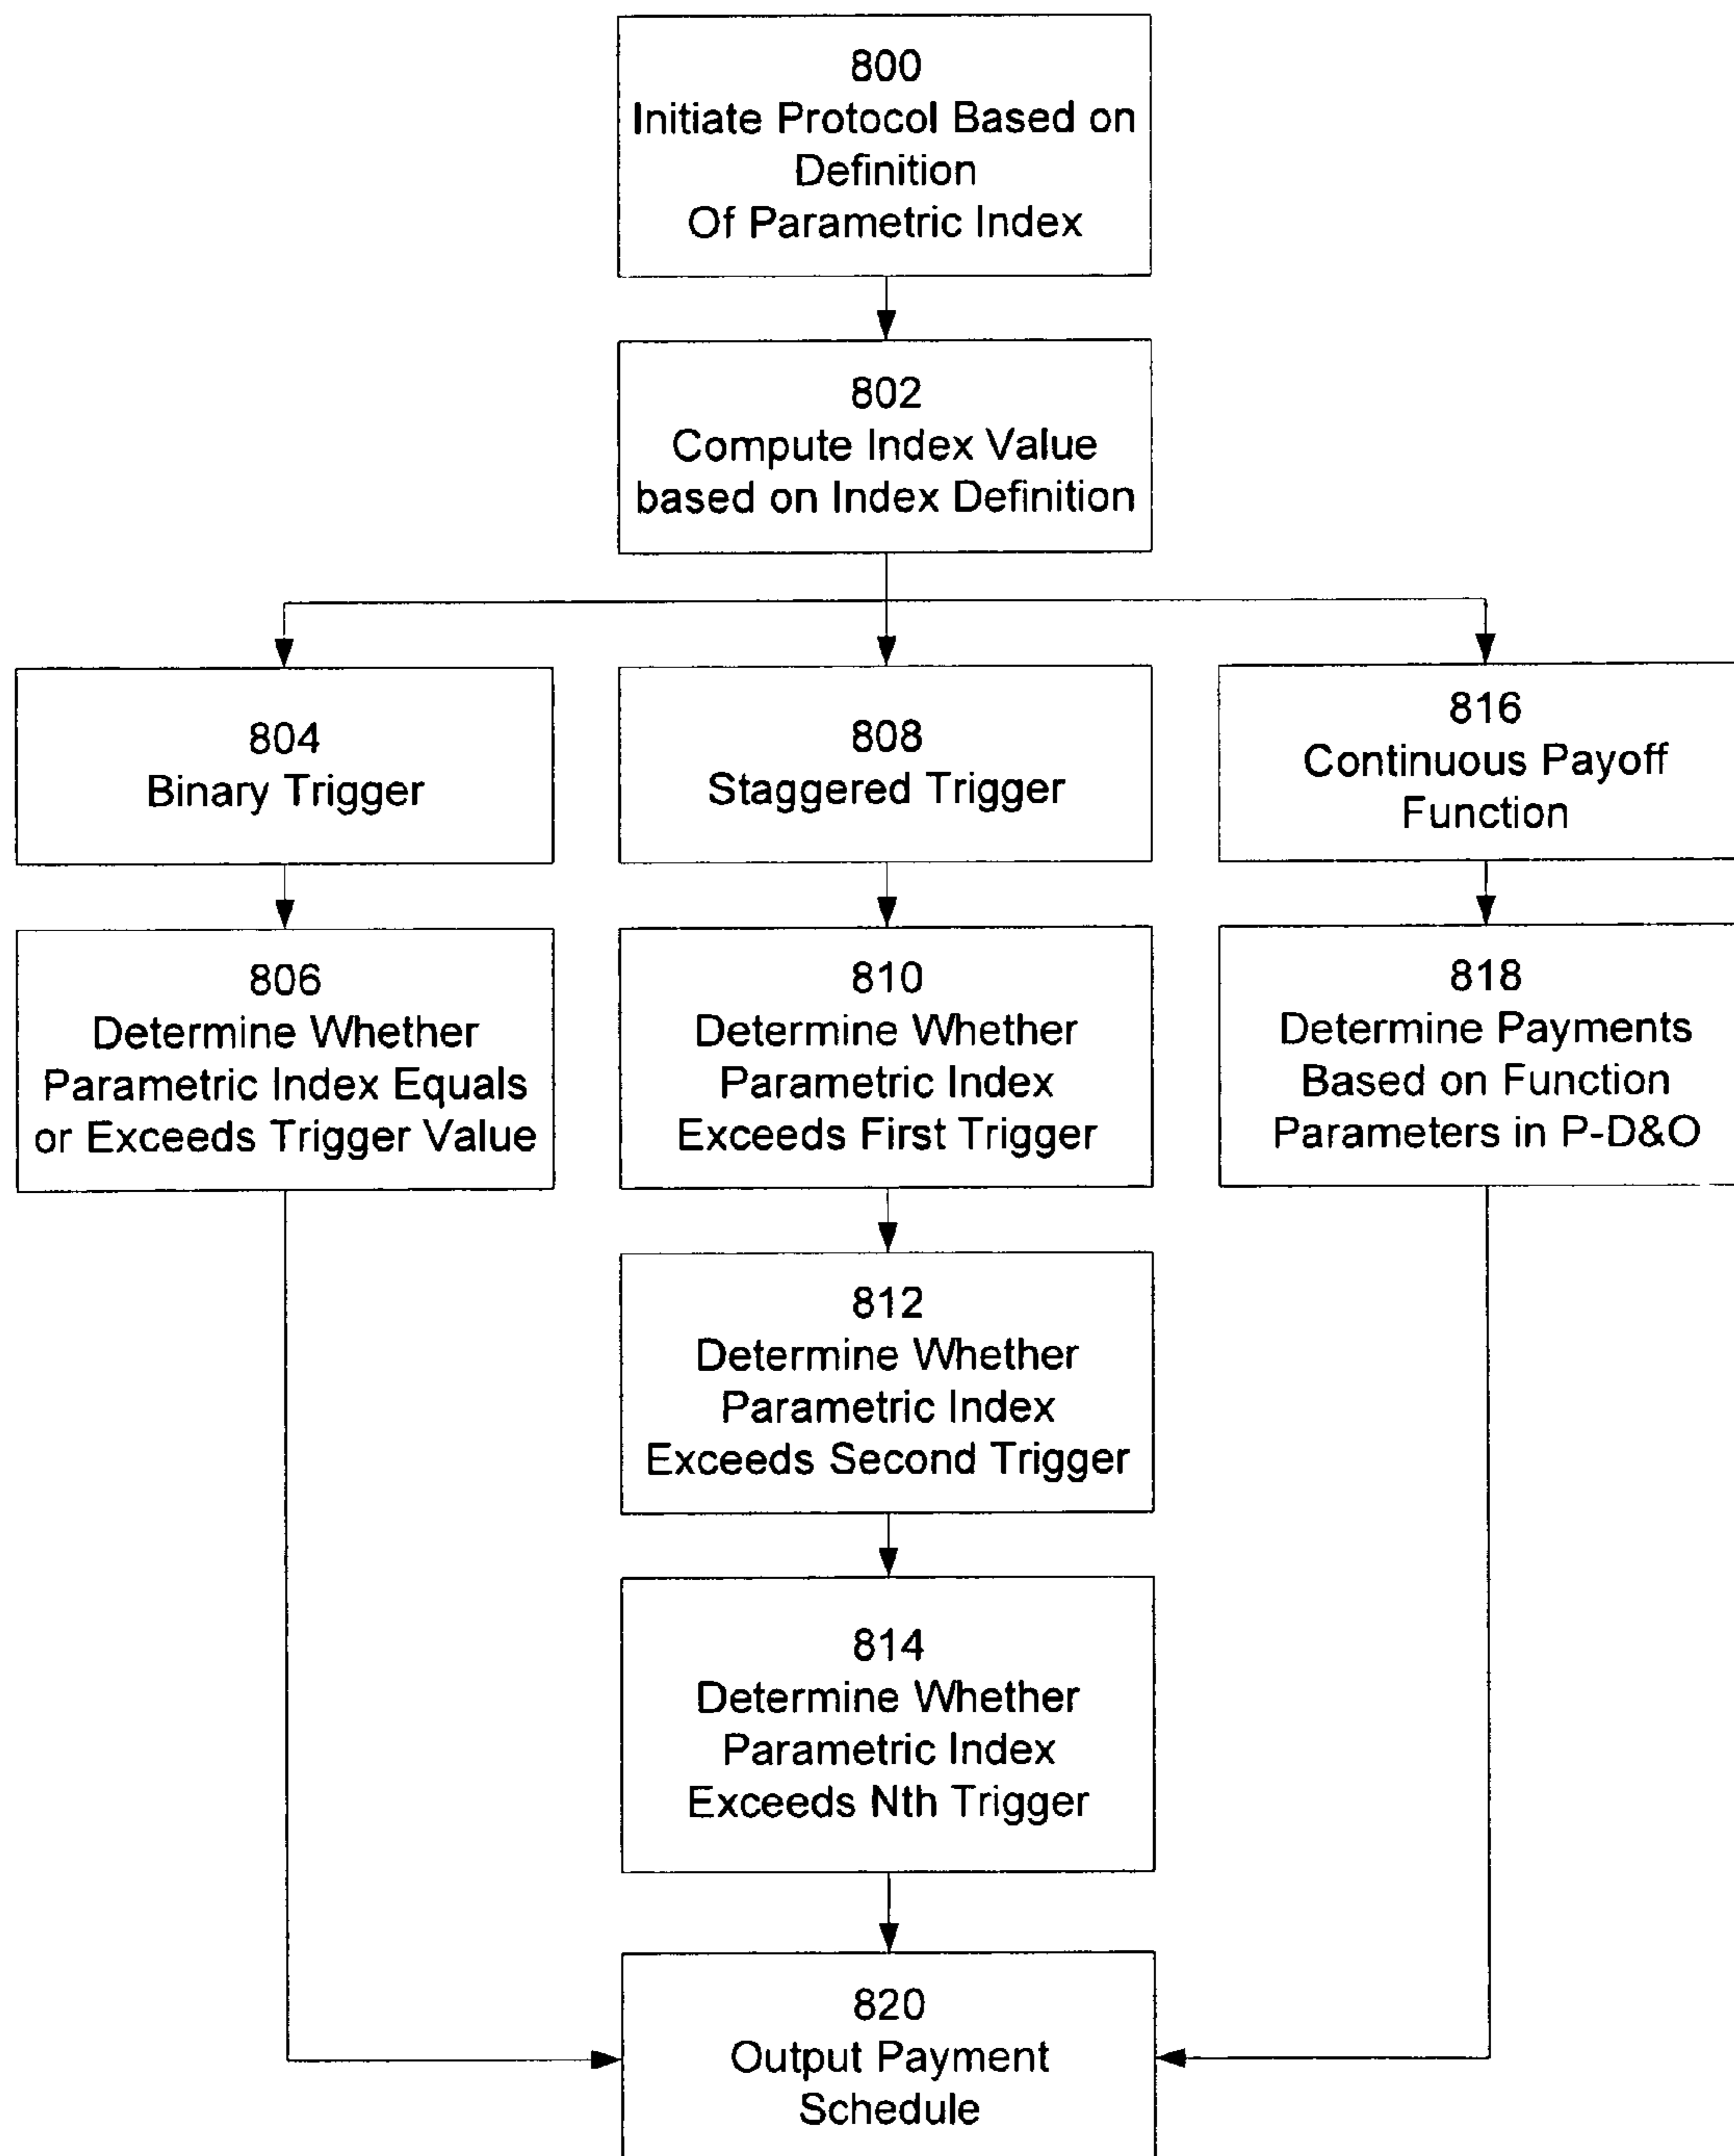 800
Initiate Protocol Based on
Definition
Of Parametric Index
802
Compute Index Value
based on Index Definition
804
Binary Trigger
808
Staggered Trigger
816
Continuous Payoff
Function
806
Determine Whether
Parametric Index Equals
or Exceeds Trigger Value
810
Determine Whether
Parametric Index
Exceeds First Trigger
818
Determine Payments
Based on Function
Parameters in P-D&O
812
Determine Whether
Parametric Index
Exceeds Second Trigger
814
Determine Whether
Parametric Index
Exceeds Nth Trigger
820
Output Payment
Schedule